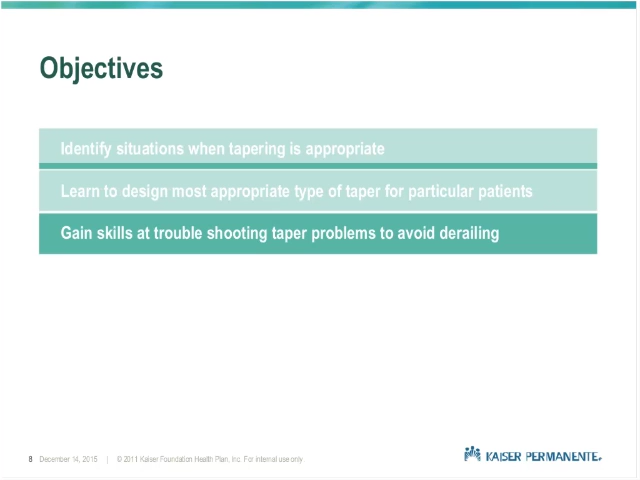 Objectives
Identify situations when tapering is appropriate
Learn to design most appropriate type of taper for particular patients
Gain skills at trouble shooting taper problems to avoid derailing
8 December 14, 2015 | © 2011 Kaiser Foundation Health Plan, Inc. For internal use only
KAISER PERMANENTE.